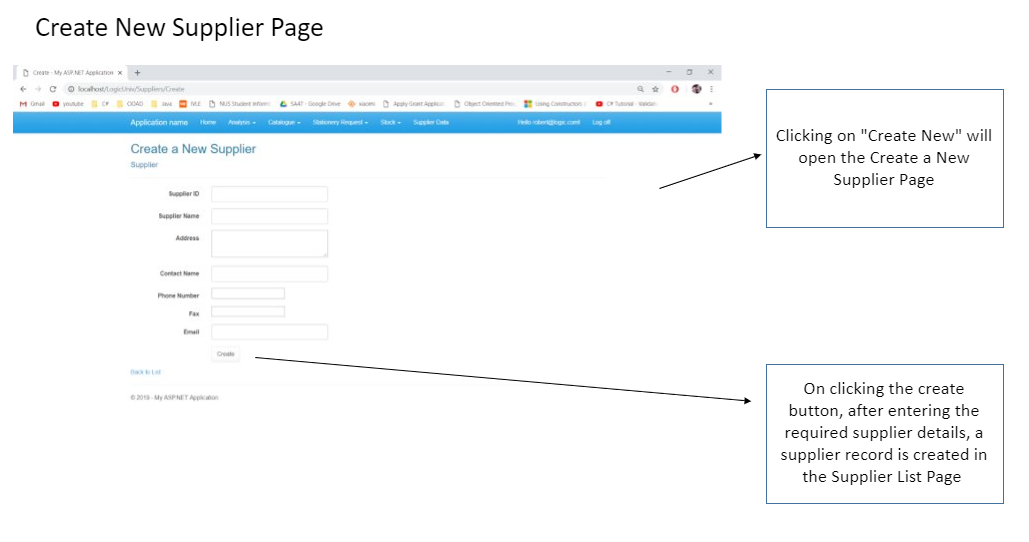 Create New Supplier Page
Create - My ASP.NET Application
localhost/LogicUniv/Suppliers/Create
Gmail youtube C# OOAD Java NLE NUS Student Inform SA47 - Google Drive xiaomi Apply Grant Applica Object Oriented Pro Using Constructors C# Tutorial - Validat
Application name Home Analysis Catalogue Stationery Request Stock Supplier Data Hello robert@logic.com! Log off
Create a New Supplier
Supplier
Supplier ID
Supplier Name
Address
Contact Name
Phone Number
Fax
Email
Create
Back to List
© 2019 - My ASP.NET Application
Clicking on "Create New" will
open the Create a New
Supplier Page
On clicking the create
button, after entering the
required supplier details, a
supplier record is created in
the Supplier List Page